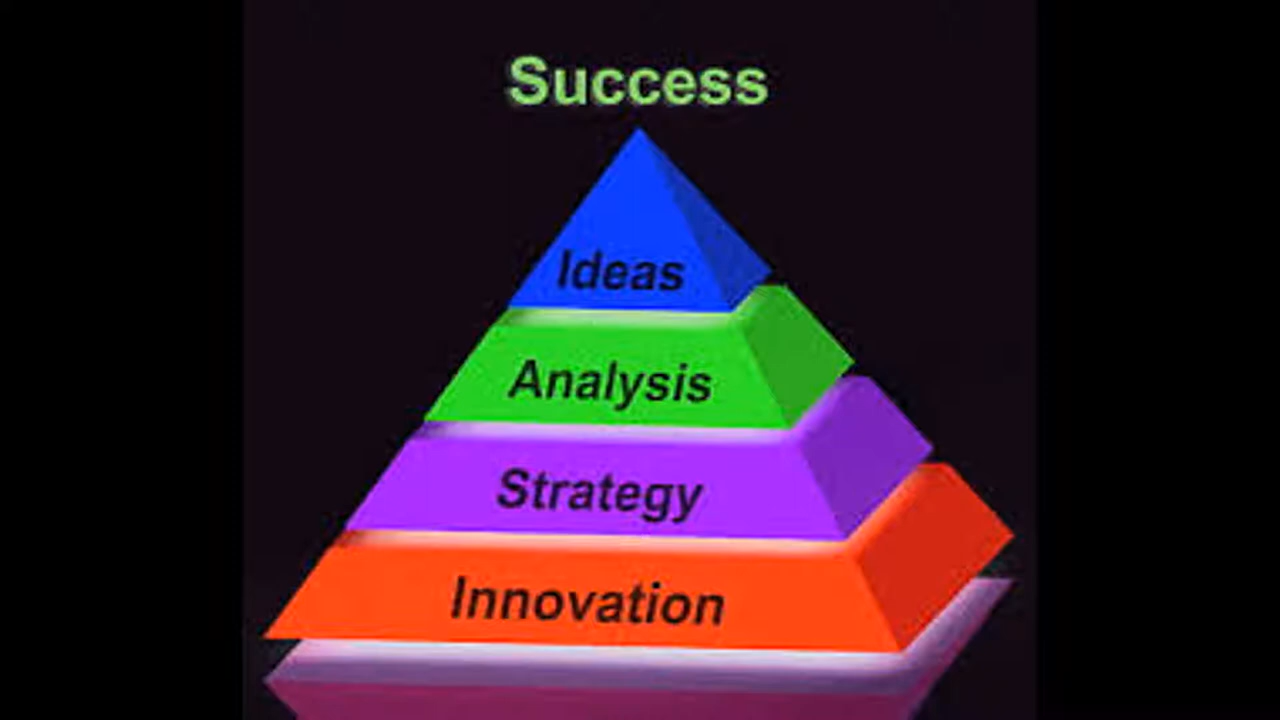 Success
Ideas
Analysis
Strategy
Innovation